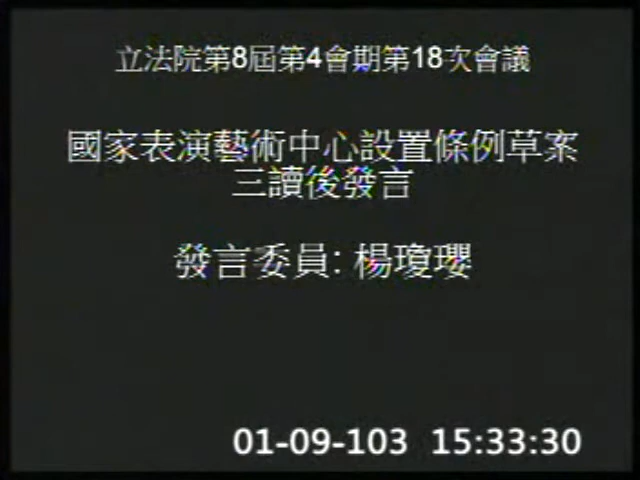 立法院第8屆第4會期第18次會議
國家表演藝術中心設置條例草案
三讀後發言
發言委員: 楊瓊瓔
01-09-103 15:33:30